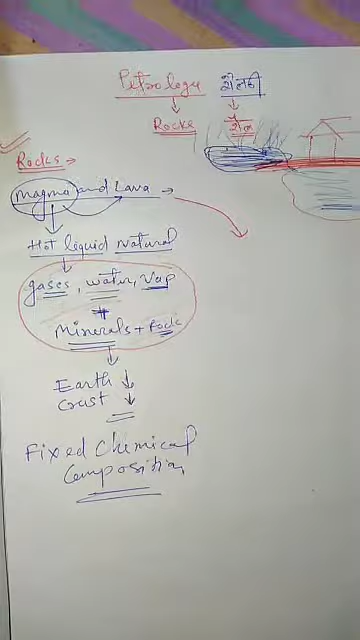 Petrology शैलकी
Rocks शैल
Rocks →
Magma and Lava →
Hot liquid natural
gases, water, Vap
+
Minerals + Rock
Earth
Crust
Fixed Chemical
Composition